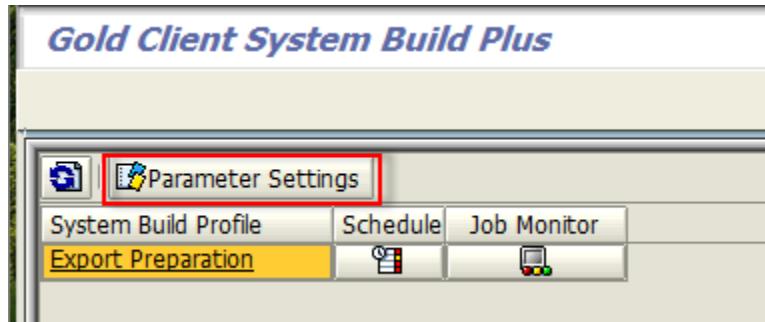 Gold Client System Build Plus
Parameter Settings
System Build Profile Schedule Job Monitor
Export Preparation